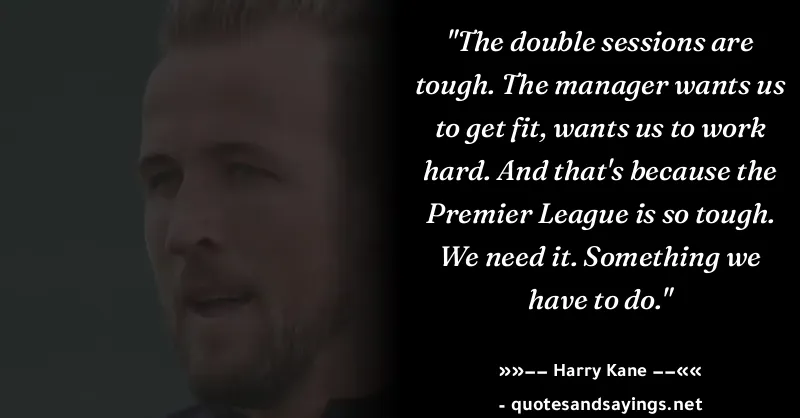 "The double sessions are
tough. The manager wants us
to get fit, wants us to work
hard. And that's because the
Premier League is so tough.
We need it. Something we
have to do."
»»−− Harry Kane −−««
- quotesandsayings.net